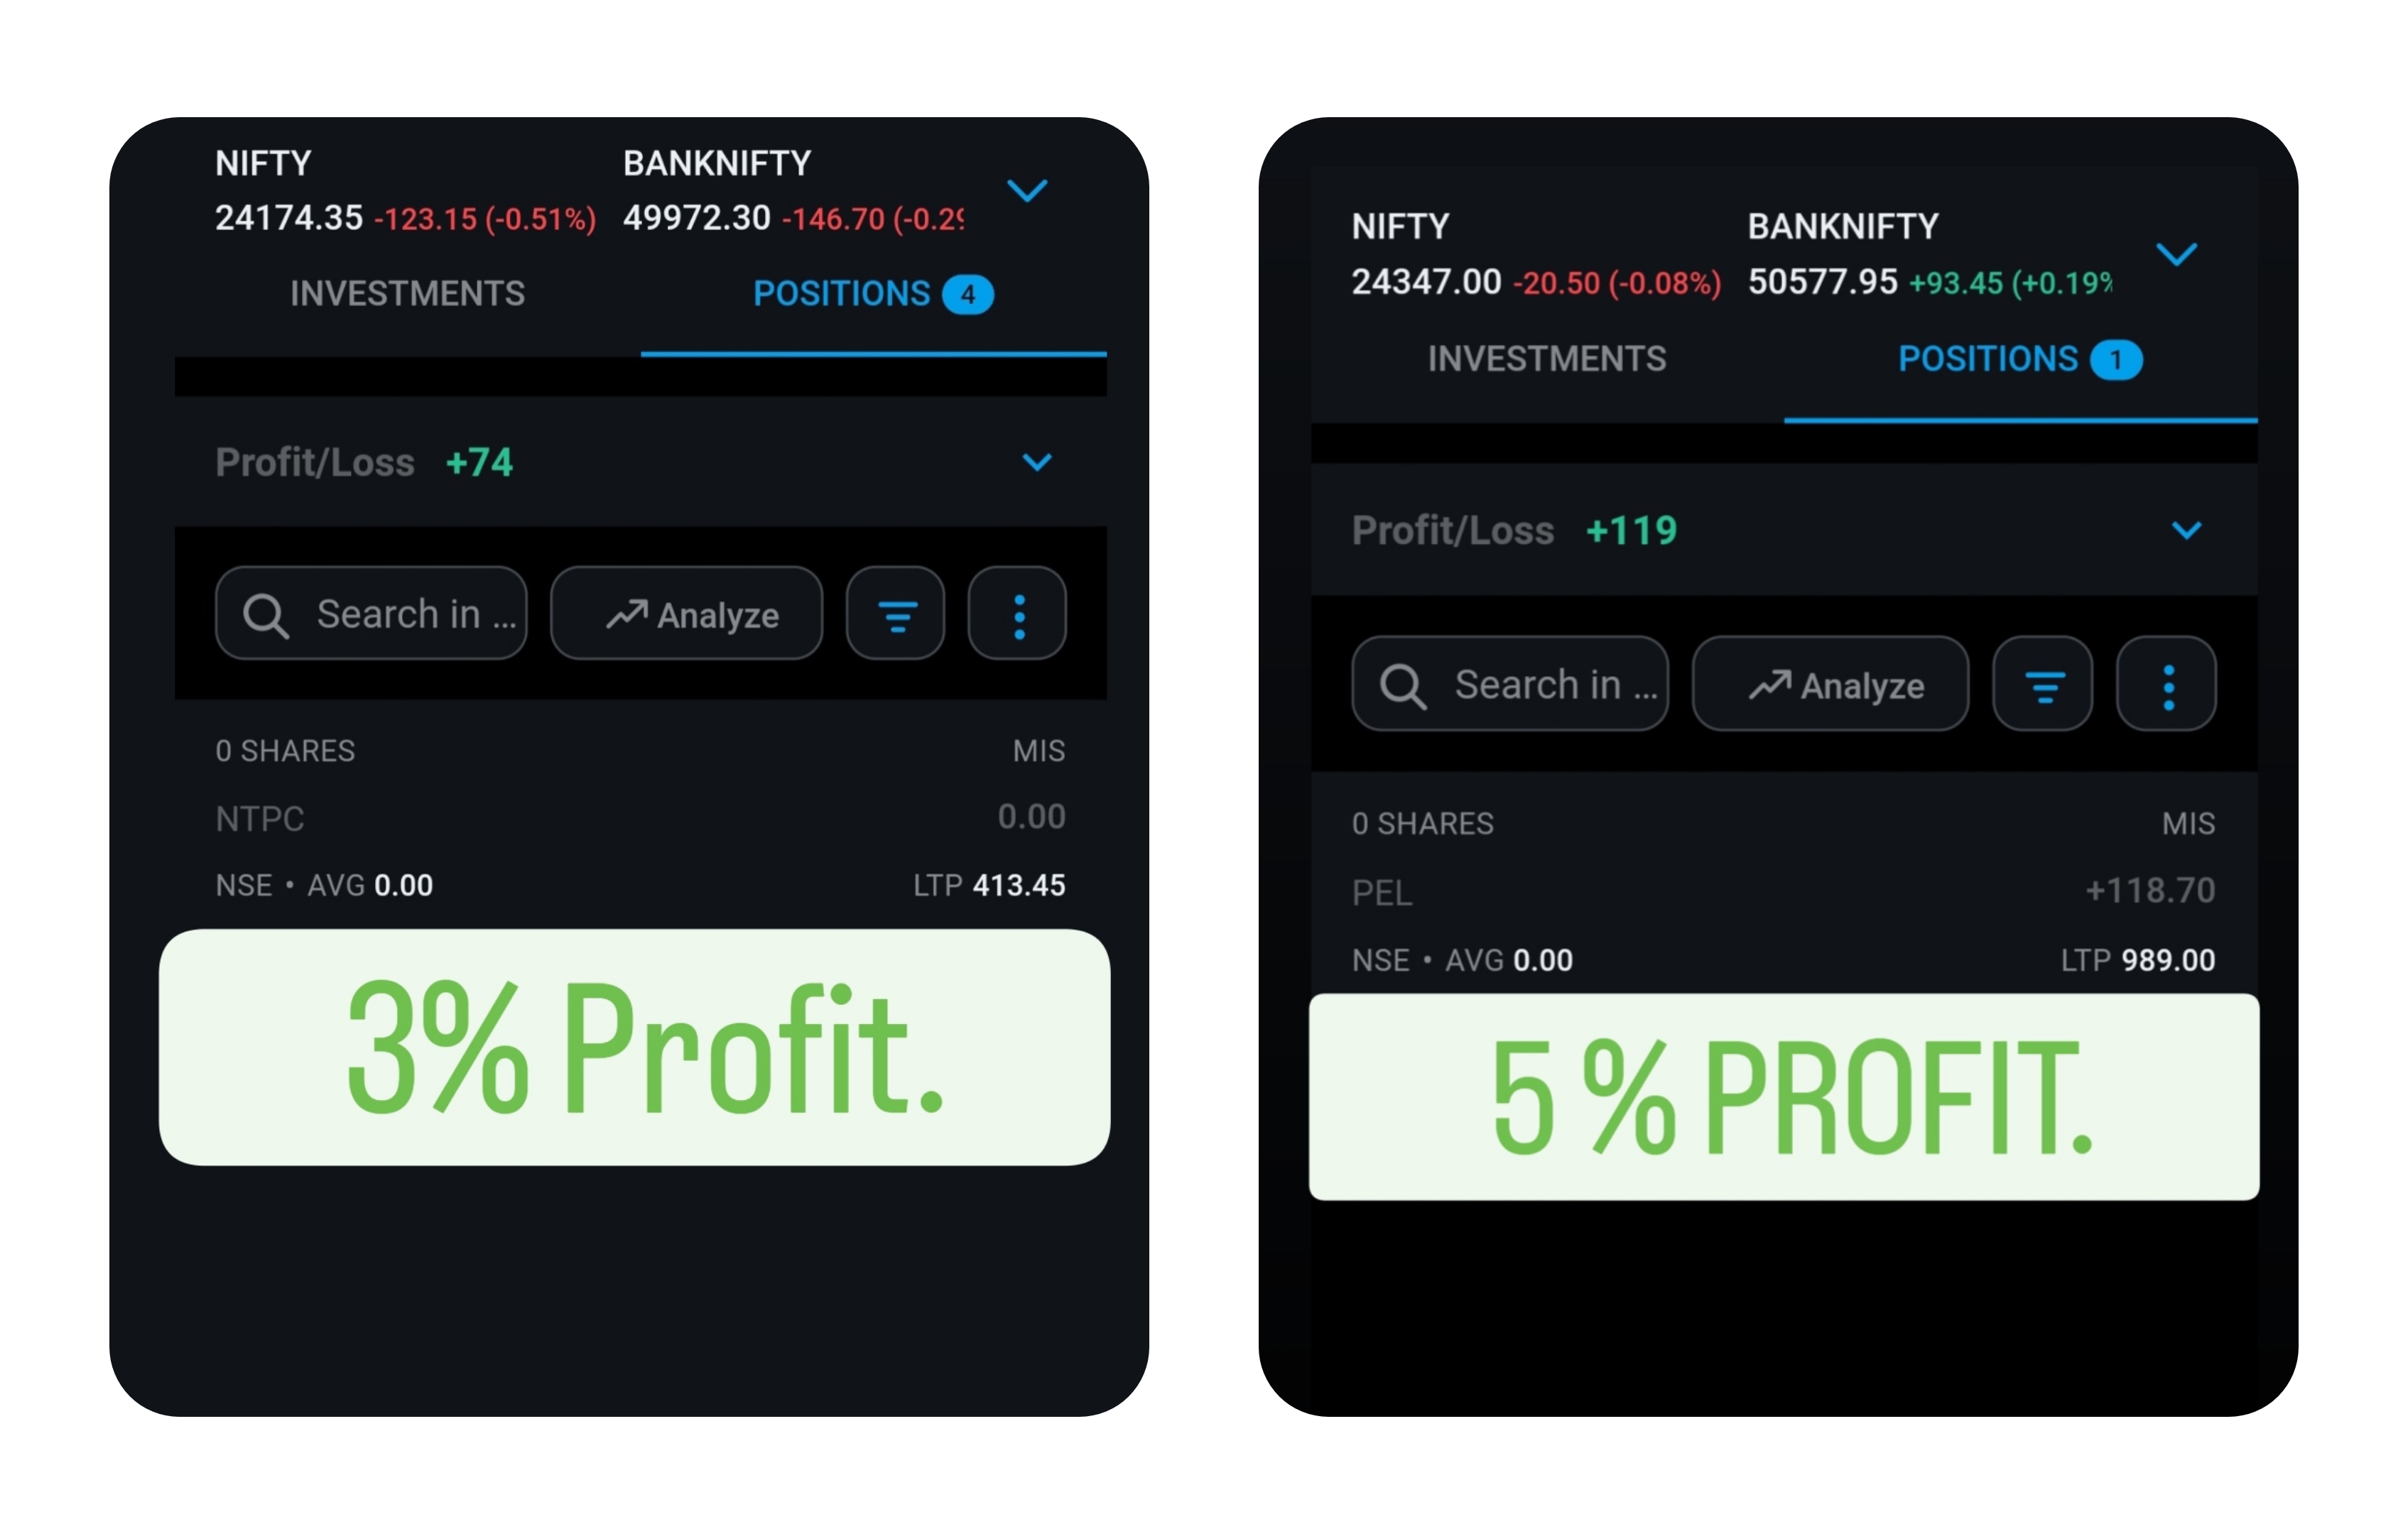 NIFTY BANKNIFTY
24174.35 -123.15 (-0.51%) 49972.30 -146.70 (-0.29
INVESTMENTS POSITIONS 4
Profit/Loss +74
Search in ... Analyze
0 SHARES MIS
NTPC 0.00
NSE • AVG 0.00 LTP 413.45
3% Profit.
NIFTY BANKNIFTY
24347.00 -20.50 (-0.08%) 50577.95 +93.45 (+0.19%
INVESTMENTS POSITIONS 1
Profit/Loss +119
Search in ... Analyze
0 SHARES MIS
PEL +118.70
NSE • AVG 0.00 LTP 989.00
5 % PROFIT.